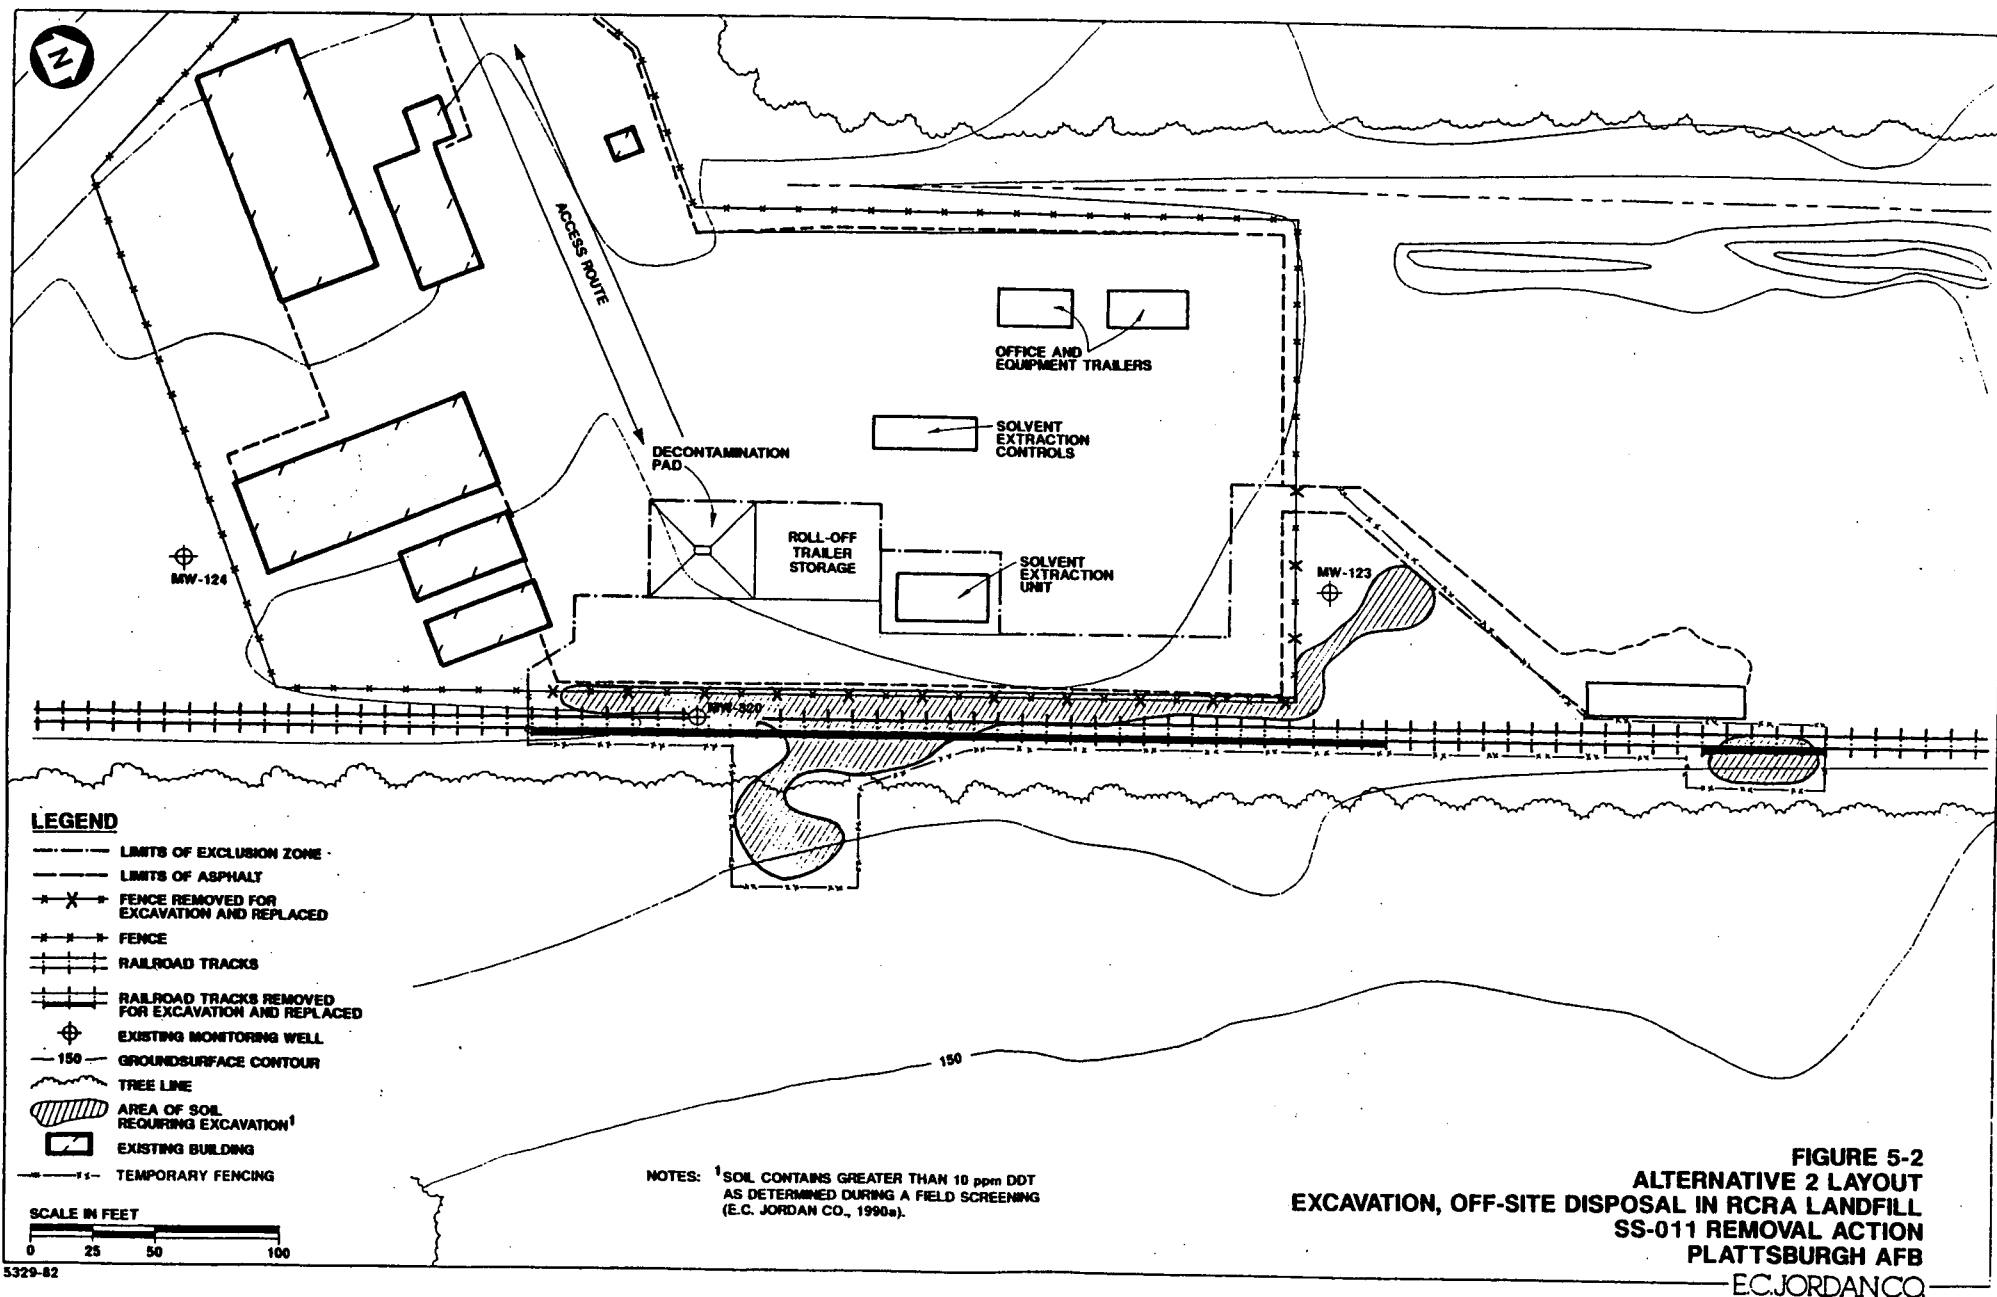 N
ACCESS ROUTE
OFFICE AND
EQUIPMENT TRAILERS
SOLVENT
EXTRACTION
CONTROLS
DECONTAMINATION
PAD
ROLL-OFF
TRAILER
STORAGE
SOLVENT
EXTRACTION
UNIT
MW-124
MW-123
MW-320
150
LEGEND
LIMITS OF EXCLUSION ZONE
LIMITS OF ASPHALT
FENCE REMOVED FOR
EXCAVATION AND REPLACED
FENCE
RAILROAD TRACKS
RAILROAD TRACKS REMOVED
FOR EXCAVATION AND REPLACED
EXISTING MONITORING WELL
150 GROUNDSURFACE CONTOUR
TREE LINE
AREA OF SOIL
REQUIRING EXCAVATION¹
EXISTING BUILDING
TEMPORARY FENCING
SCALE IN FEET
0 25 50 100
5329-82
NOTES: ¹SOIL CONTAINS GREATER THAN 10 ppm DDT
AS DETERMINED DURING A FIELD SCREENING
(E.C. JORDAN CO., 1990a).
FIGURE 5-2
ALTERNATIVE 2 LAYOUT
EXCAVATION, OFF-SITE DISPOSAL IN RCRA LANDFILL
SS-011 REMOVAL ACTION
PLATTSBURGH AFB
E.C.JORDAN CO.